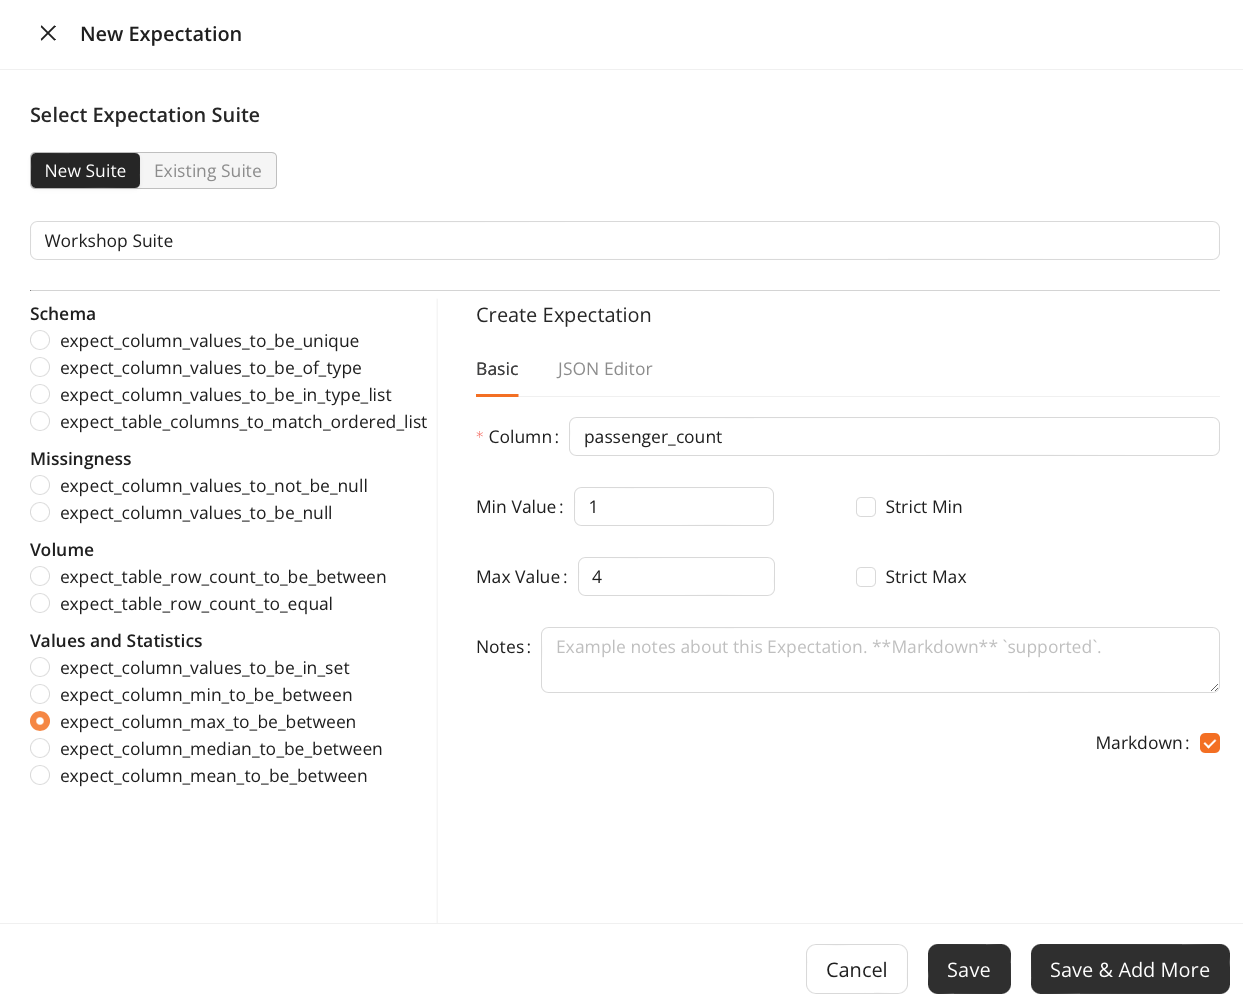 New Expectation
Select Expectation Suite
New Suite
Existing Suite
Workshop Suite
Schema
expect_column_values_to_be_unique
expect_column_values_to_be_of_type
expect_column_values_to_be_in_type_list
expect_table_columns_to_match_ordered_list
Missingness
expect_column_values_to_not_be_null
expect_column_values_to_be_null
Volume
expect_table_row_count_to_be_between
expect_table_row_count_to_equal
Values and Statistics
expect_column_values_to_be_in_set
expect_column_min_to_be_between
expect_column_max_to_be_between
expect_column_median_to_be_between
expect_column_mean_to_be_between
Create Expectation
Basic
JSON Editor
* Column: passenger_count
Min Value: 1
Strict Min
Max Value: 4
Strict Max
Notes: Example notes about this Expectation. **Markdown** `supported`.
Markdown:
Cancel
Save
Save & Add More